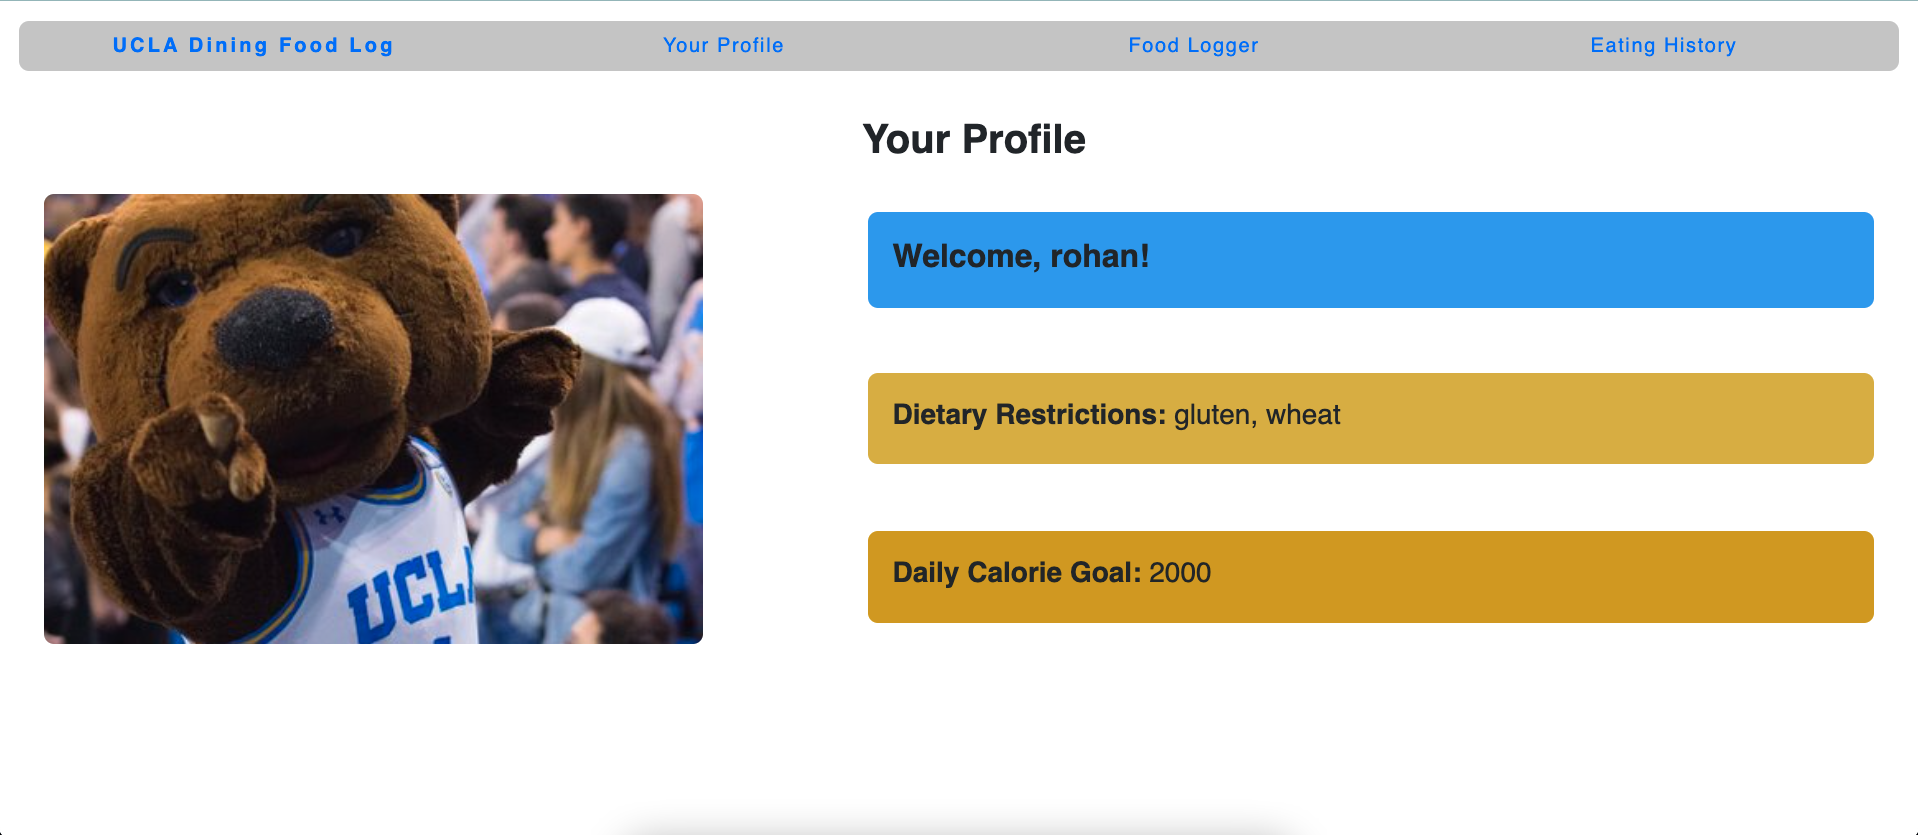 UCLA Dining Food Log Your Profile Food Logger Eating History
Your Profile
Welcome, rohan!
Dietary Restrictions: gluten, wheat
Daily Calorie Goal: 2000
UCLA